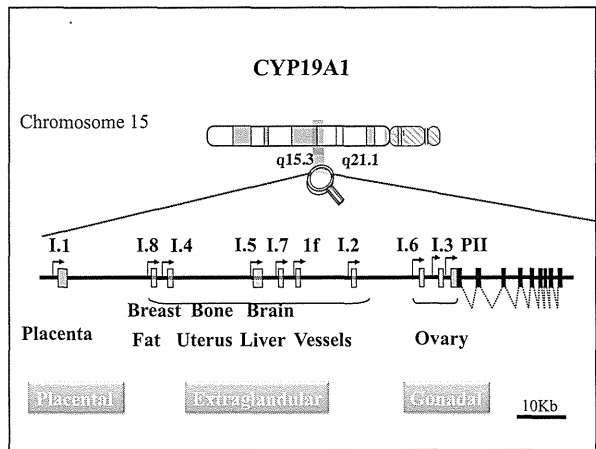 CYP19A1
Chromosome 15
q15.3 q21.1
I.1 I.8 I.4 I.5 I.7 1f I.2 I.6 I.3 PII
Breast Bone Brain
Placenta Fat Uterus Liver Vessels Ovary
Placental Extraglandular Gonadal
10Kb